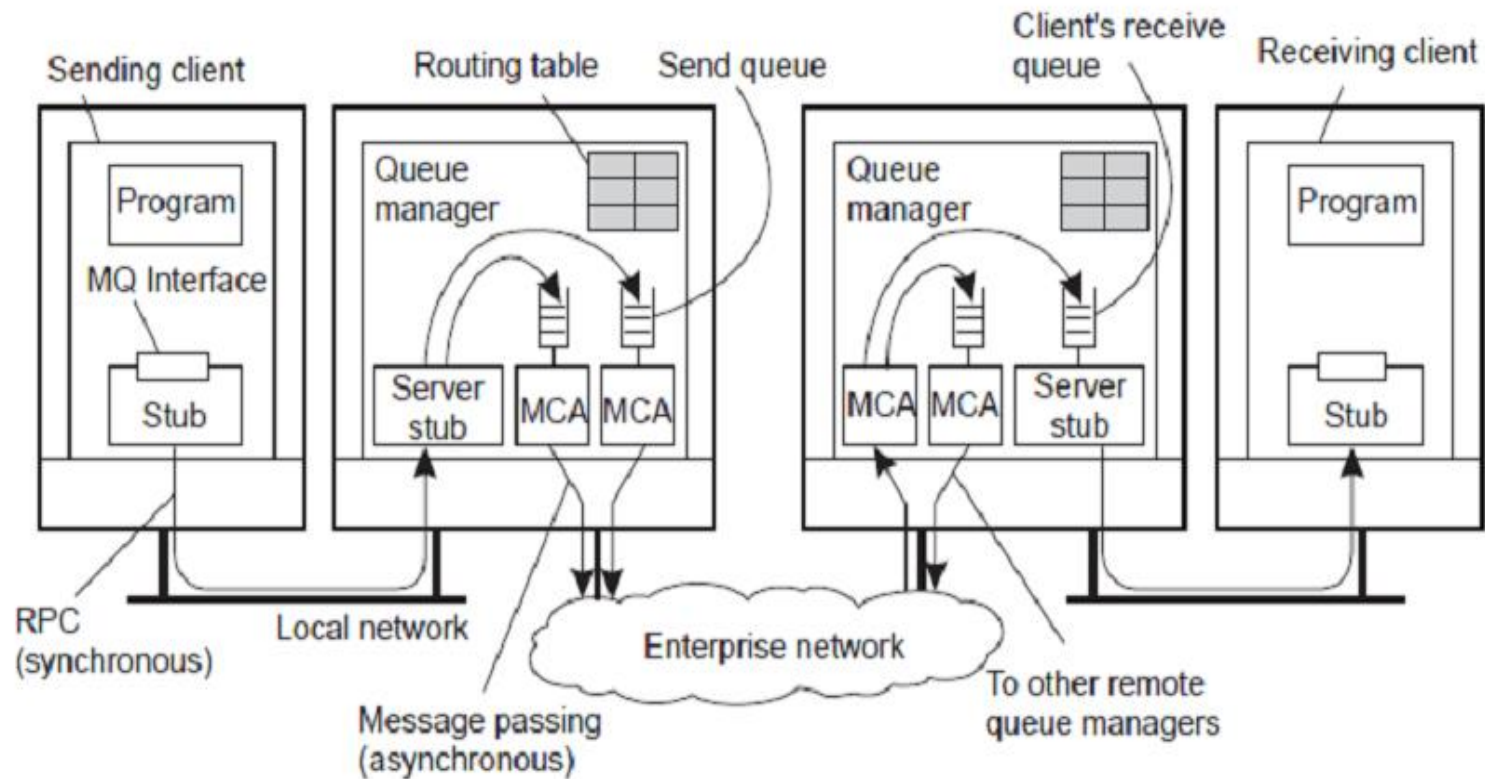 Sending client
Routing table
Send queue
Client's receive
queue
Receiving client
Program
MQ Interface
Stub
Queue
manager
Server
stub
MCA
MCA
Queue
manager
MCA
MCA
Server
stub
Program
Stub
RPC
(synchronous)
Local network
Enterprise network
Message passing
(asynchronous)
To other remote
queue managers